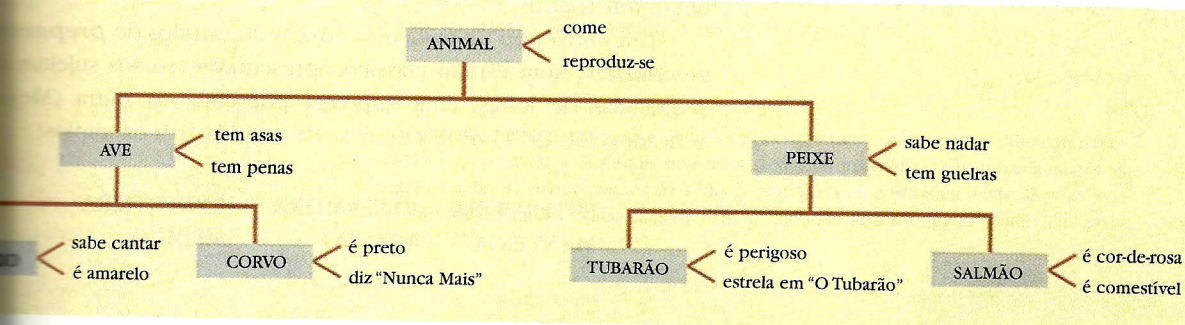 ANIMAL
come
reproduz-se
AVE
tem asas
tem penas
PEIXE
sabe nadar
tem guelras
sabe cantar
é amarelo
CORVO
é preto
diz "Nunca Mais"
TUBARÃO
é perigoso
estrela em "O Tubarão"
SALMÃO
é cor-de-rosa
é comestível